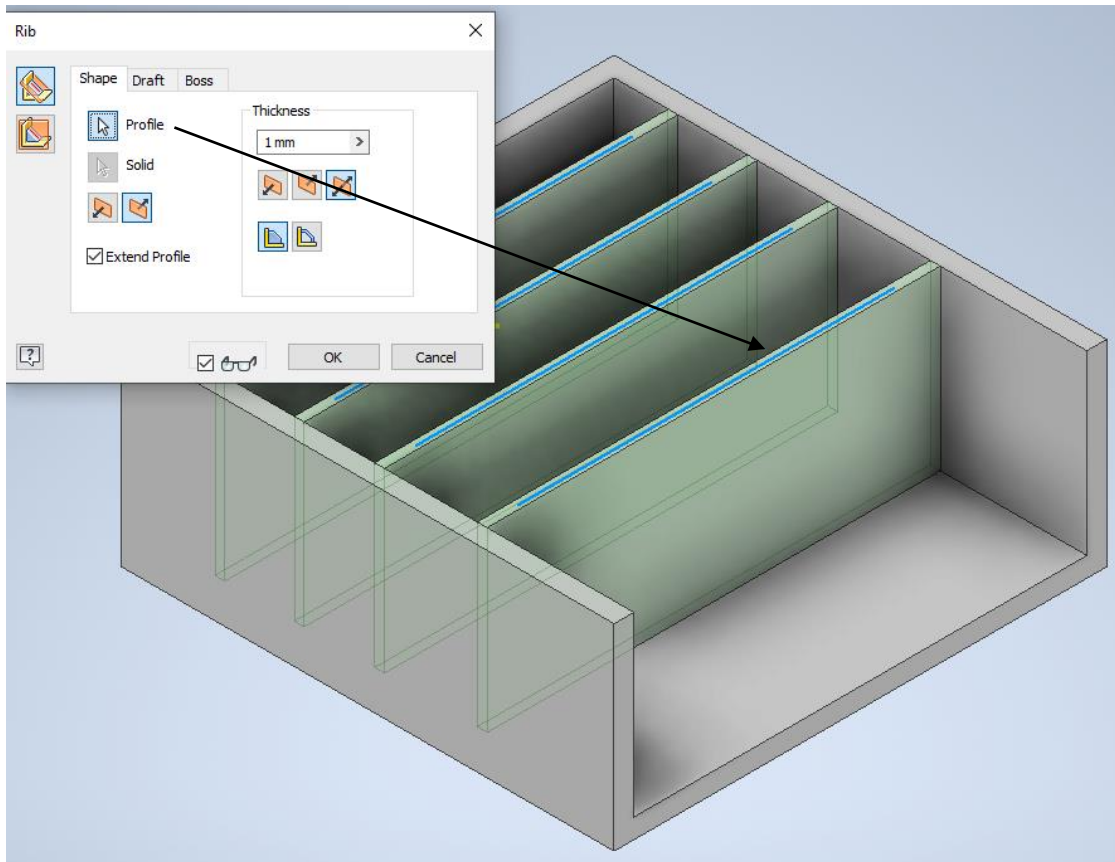 Rib
Shape Draft Boss
Profile
Solid
Extend Profile
Thickness
1 mm
OK Cancel